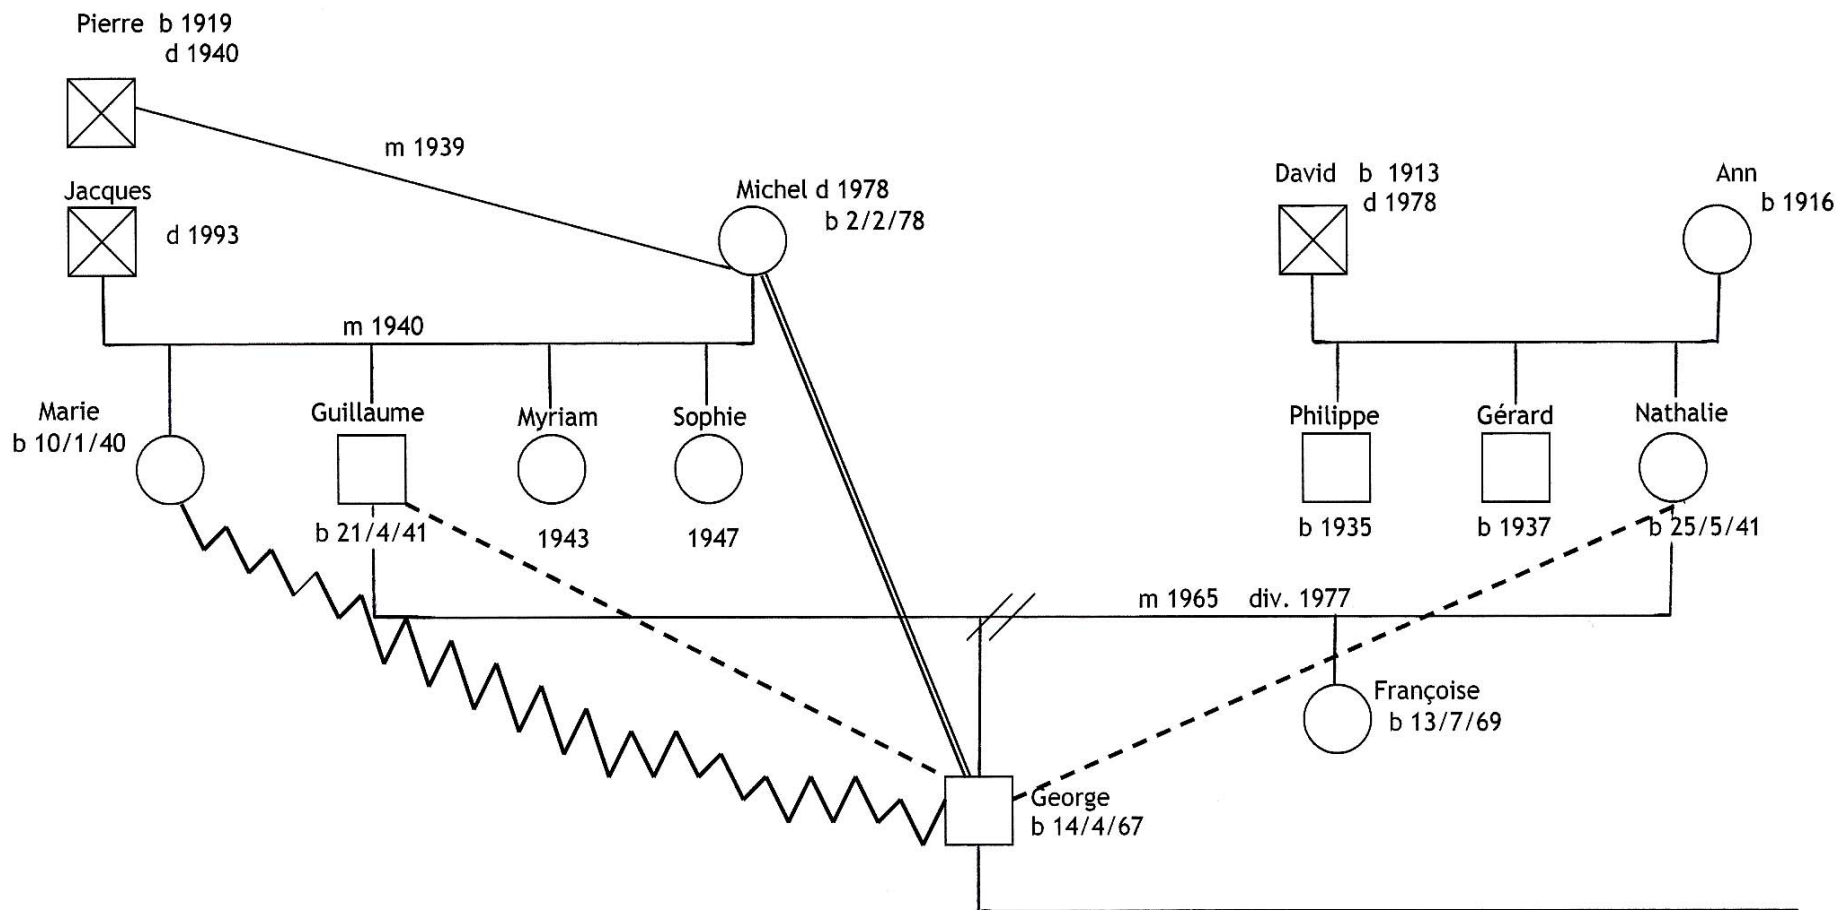 Pierre b 1919
d 1940
m 1939
Jacques
d 1993
Michel d 1978
b 2/2/78
David b 1913
d 1978
Ann
b 1916
m 1940
Marie
b 10/1/40
Guillaume
b 21/4/41
Myriam
1943
Sophie
1947
Philippe
b 1935
Gérard
b 1937
Nathalie
b 25/5/41
m 1965 div. 1977
Françoise
b 13/7/69
George
b 14/4/67